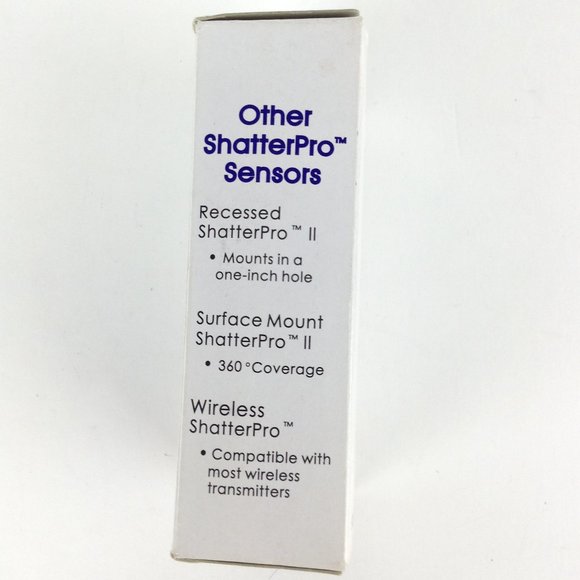 Other
ShatterPro™
Sensors
Recessed
ShatterPro™ II
• Mounts in a
one-inch hole
Surface Mount
ShatterPro™ II
• 360° Coverage
Wireless
ShatterPro™
• Compatible with
most wireless
transmitters